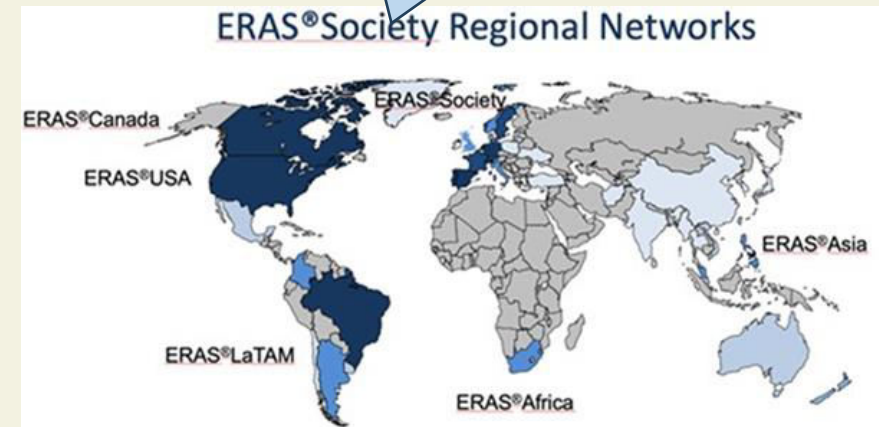 ERAS®Society Regional Networks
ERAS®Society
ERAS®Canada
ERAS®USA
ERAS®Asia
ERAS®LaTAM
ERAS®Africa